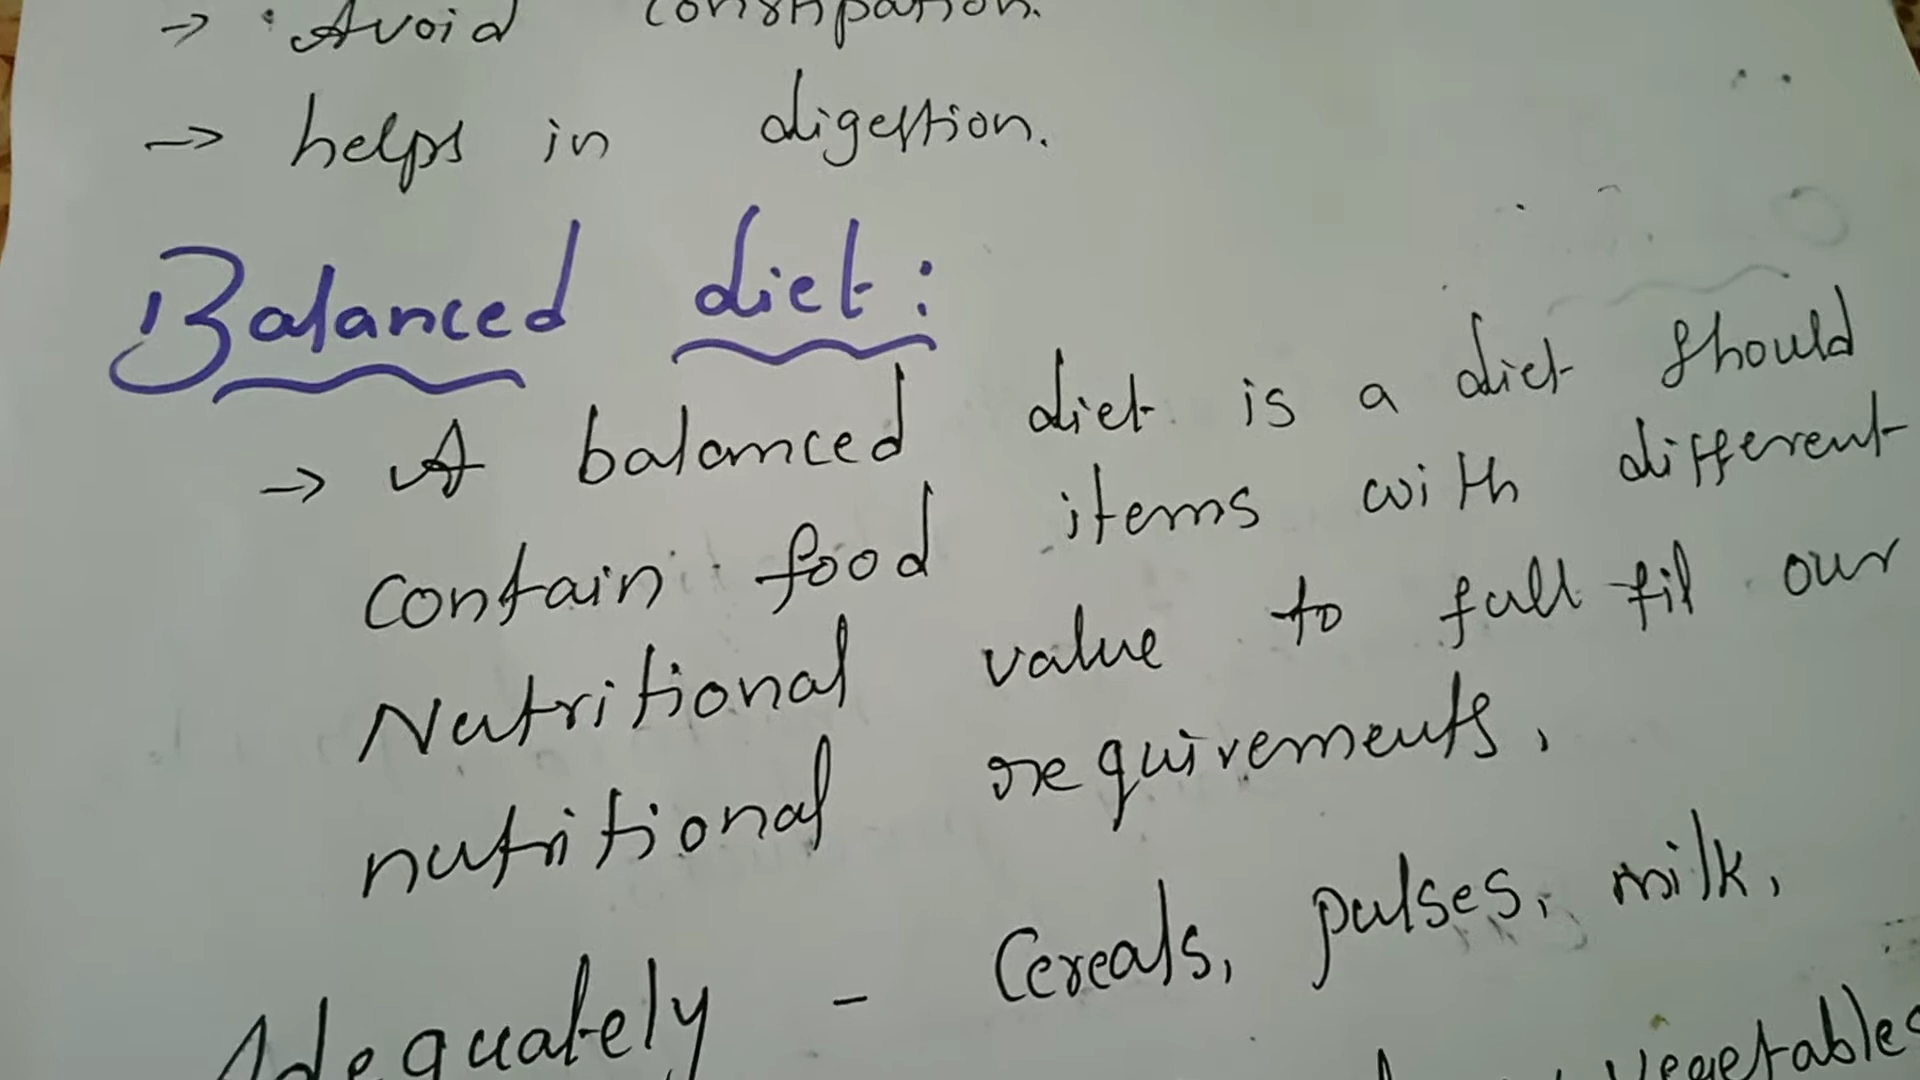 → Avoid constipation.
→ helps in digestion.
Balanced diet:
→ A balanced diet is a diet should
contain food items with different
Nutritional value to full fil our
nutritional requirements.
Adequately - Cereals, pulses, milk,
vegetables